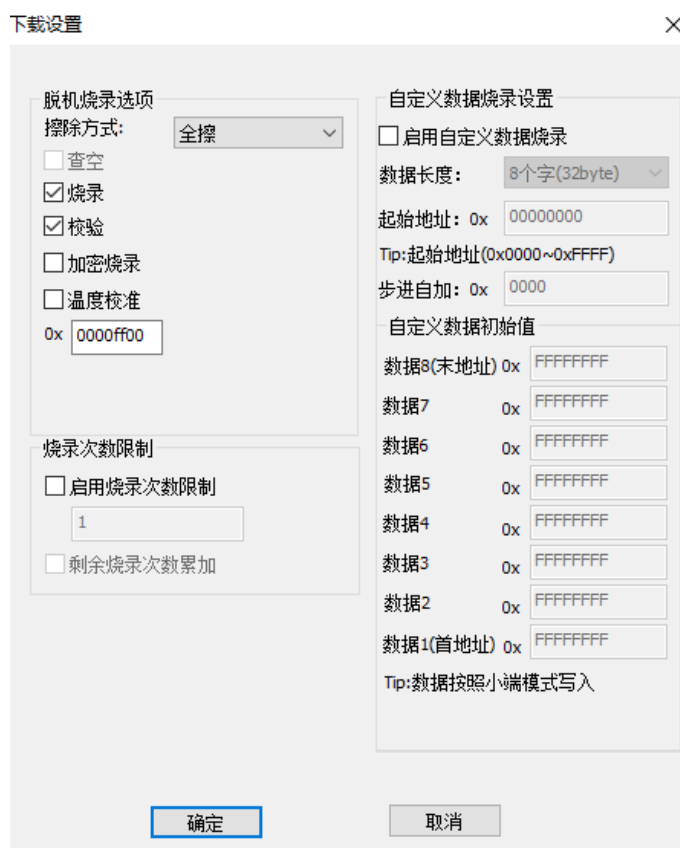 下载设置
脱机烧录选项
擦除方式: 全擦
查空
烧录
校验
加密烧录
温度校准
0x 0000ff00
烧录次数限制
启用烧录次数限制
1
剩余烧录次数累加
自定义数据烧录设置
启用自定义数据烧录
数据长度: 8个字(32byte)
起始地址: 0x 00000000
Tip:起始地址(0x0000~0xFFFF)
步进自加: 0x 0000
自定义数据初始值
数据8(末地址) 0x FFFFFFFF
数据7 0x FFFFFFFF
数据6 0x FFFFFFFF
数据5 0x FFFFFFFF
数据4 0x FFFFFFFF
数据3 0x FFFFFFFF
数据2 0x FFFFFFFF
数据1(首地址) 0x FFFFFFFF
Tip:数据按照小端模式写入
确定 取消